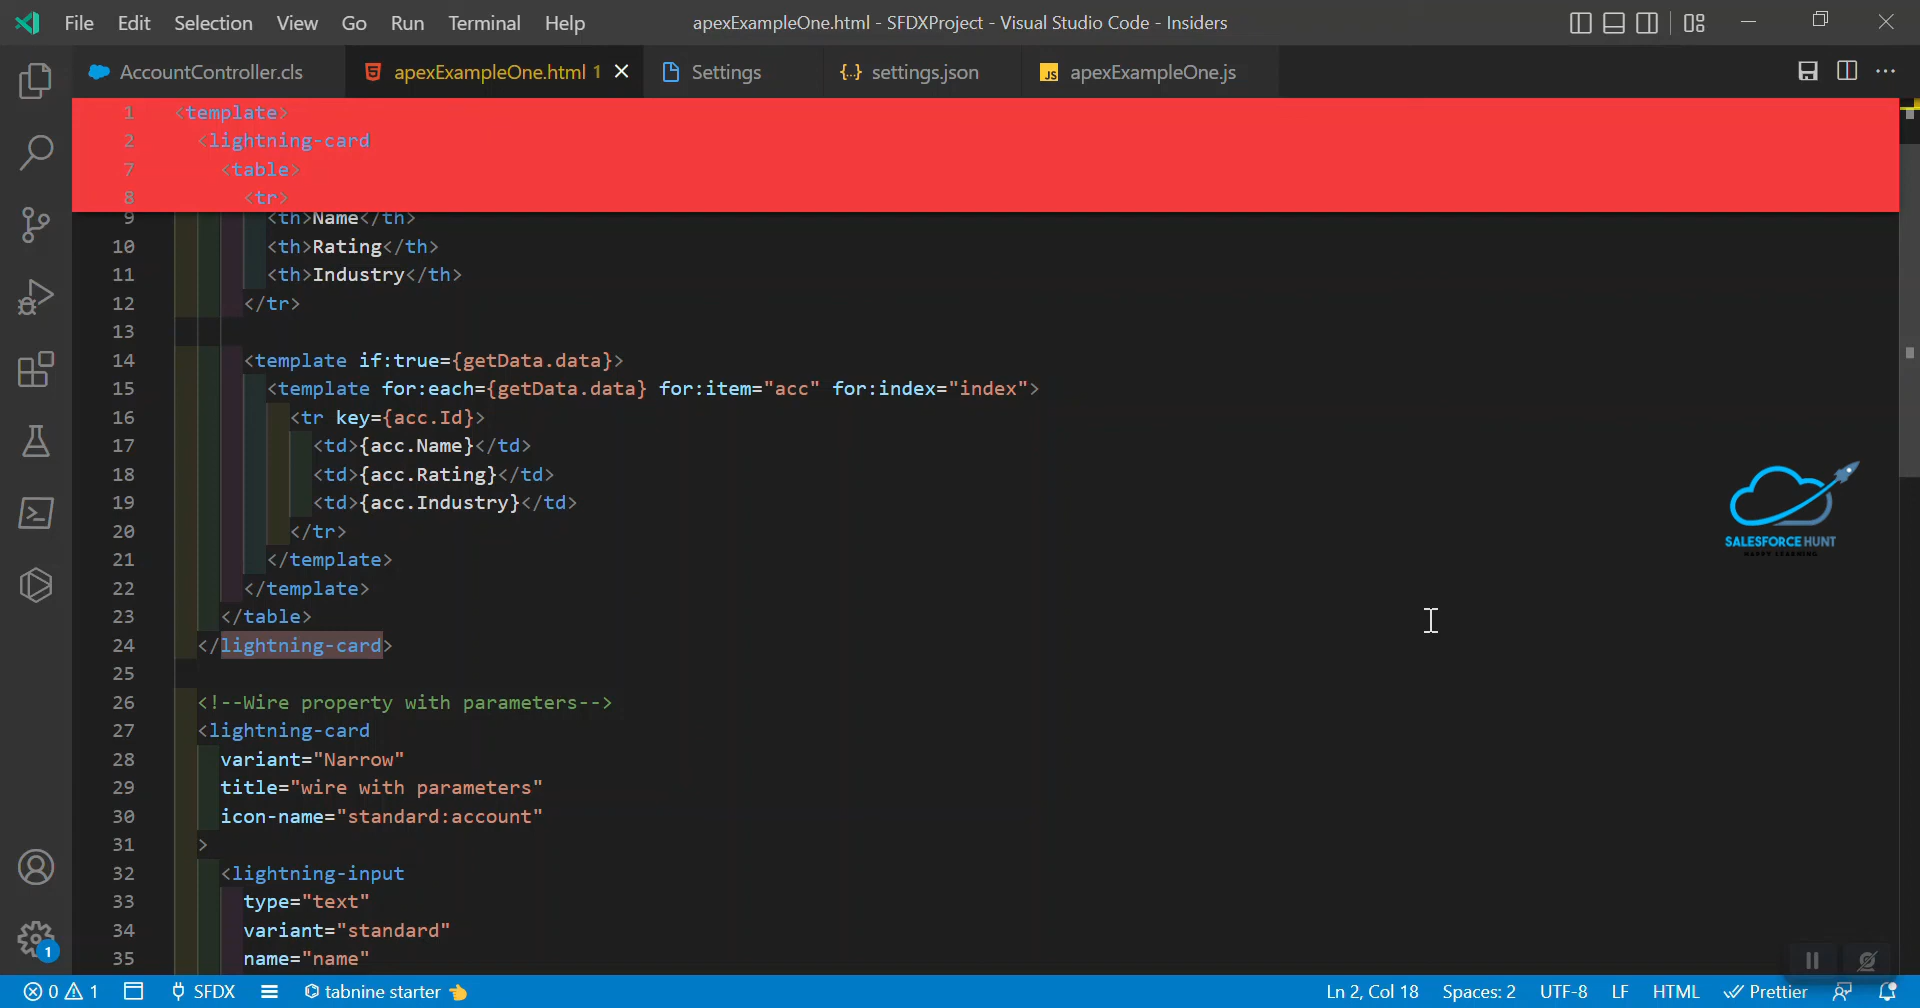 File Edit Selection View Go Run Terminal Help
apexExampleOne.html - SFDXProject - Visual Studio Code - Insiders
AccountController.cls
apexExampleOne.html 1
Settings
{..} settings.json
JS apexExampleOne.js
1 <template>
2 <lightning-card
7 <table>
8 <tr>
9 <th>Name</th>
10 <th>Rating</th>
11 <th>Industry</th>
12 </tr>
13
14 <template if:true={getData.data}>
15 <template for:each={getData.data} for:item="acc" for:index="index">
16 <tr key={acc.Id}>
17 <td>{acc.Name}</td>
18 <td>{acc.Rating}</td>
19 <td>{acc.Industry}</td>
20 </tr>
21 </template>
22 </template>
23 </table>
24 </lightning-card>
25
26 <!--Wire property with parameters-->
27 <lightning-card
28 variant="Narrow"
29 title="wire with parameters"
30 icon-name="standard:account"
31 >
32 <lightning-input
33 type="text"
34 variant="standard"
35 name="name"
SALESFORCE HUNT
HAPPY LEARNING
1
0 1 SFDX tabnine starter
Ln 2, Col 18 Spaces: 2 UTF-8 LF HTML Prettier